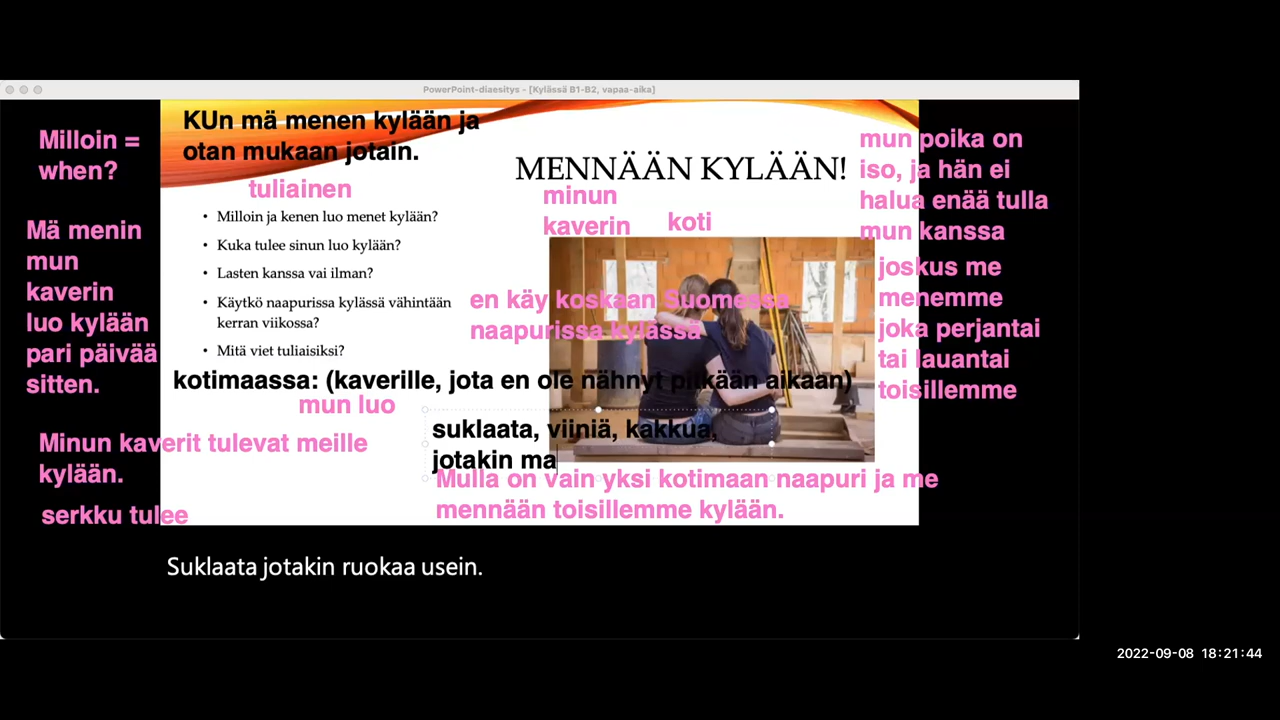 PowerPoint-diaesitys - [Kylässä B1-B2, vapaa-aika]
KUn mä menen kylään ja
otan mukaan jotain.
tuliainen
MENNÄÄN KYLÄÄN!
minun
kaverin
koti
Milloin =
when?
Mä menin
mun
kaverin
luo kylään
pari päivää
sitten.
• Milloin ja kenen luo menet kylään?
• Kuka tulee sinun luo kylään?
• Lasten kanssa vai ilman?
• Käytkö naapurissa kylässä vähintään
kerran viikossa?
• Mitä viet tuliaisiksi?
en käy koskaan Suomessa
naapurissa kylässä
mun poika on
iso, ja hän ei
halua enää tulla
mun kanssa
joskus me
menemme
joka perjantai
tai lauantai
toisillemme
kotimaassa: (kaverille, jota en ole nähnyt pitkään aikaan)
mun luo
suklaata, viiniä, kakkua,
jotakin ma
Minun kaverit tulevat meille
kylään.
serkku tulee
Mulla on vain yksi kotimaan naapuri ja me
mennään toisillemme kylään.
Suklaata jotakin ruokaa usein.
2022-09-08 18:21:44